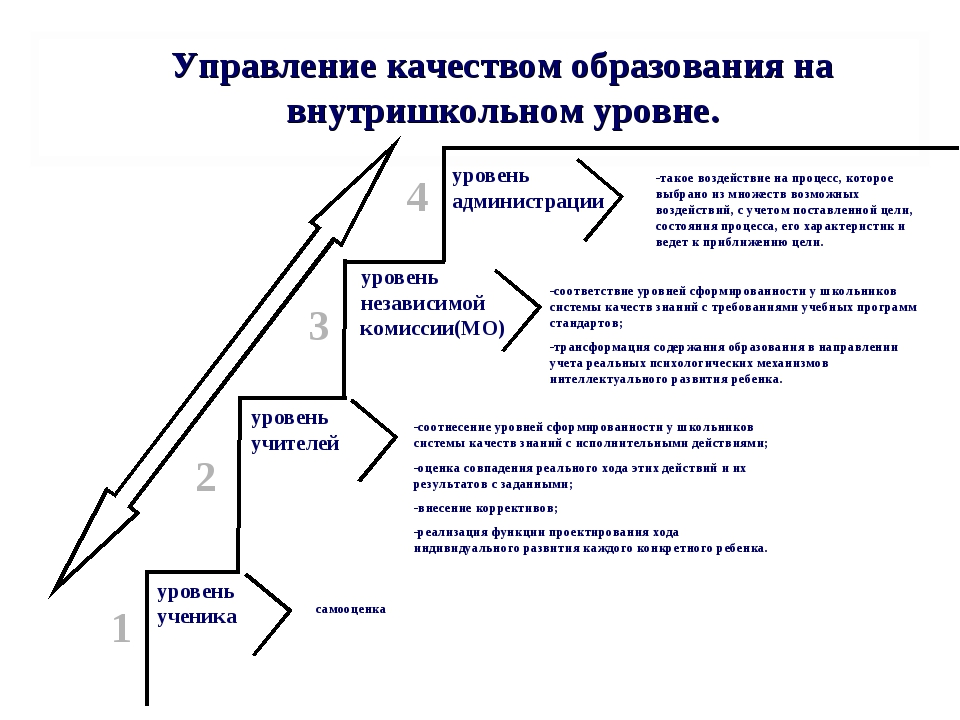 Управление качеством образования на
внутришкольном уровне.
4
уровень
администрации
-такое воздействие на процесс, которое
выбрано из множеств возможных
воздействий, с учетом поставленной цели,
состояния процесса, его характеристик и
ведет к приближению цели.
3
уровень
независимой
комиссии(МО)
-соответствие уровней сформированности у школьников
системы качеств знаний с требованиями учебных программ
стандартов;
-трансформация содержания образования в направлении
учета реальных психологических механизмов
интеллектуального развития ребенка.
2
уровень
учителей
-соотнесение уровней сформированности у школьников
системы качеств знаний с исполнительными действиями;
-оценка совпадения реального хода этих действий и их
результатов с заданными;
-внесение коррективов;
-реализация функции проектирования хода
индивидуального развития каждого конкретного ребенка.
1
уровень
ученика
самооценка